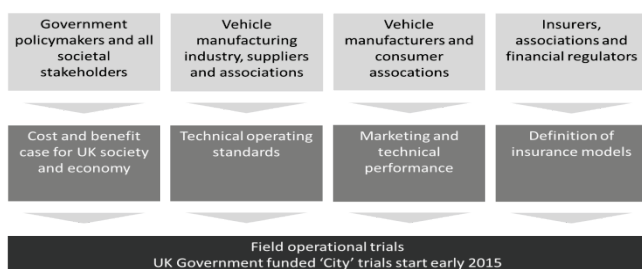 Government
policymakers and all
societal
stakeholders
Vehicle
manufacturing
industry, suppliers
and associations
Vehicle
manufacturers and
consumer
assocations
Insurers,
associations and
financial regulators
Cost and benefit
case for UK society
and economy
Technical operating
standards
Marketing and
technical
performance
Definition of
insurance models
Field operational trials
UK Government funded ‘City’ trials start early 2015